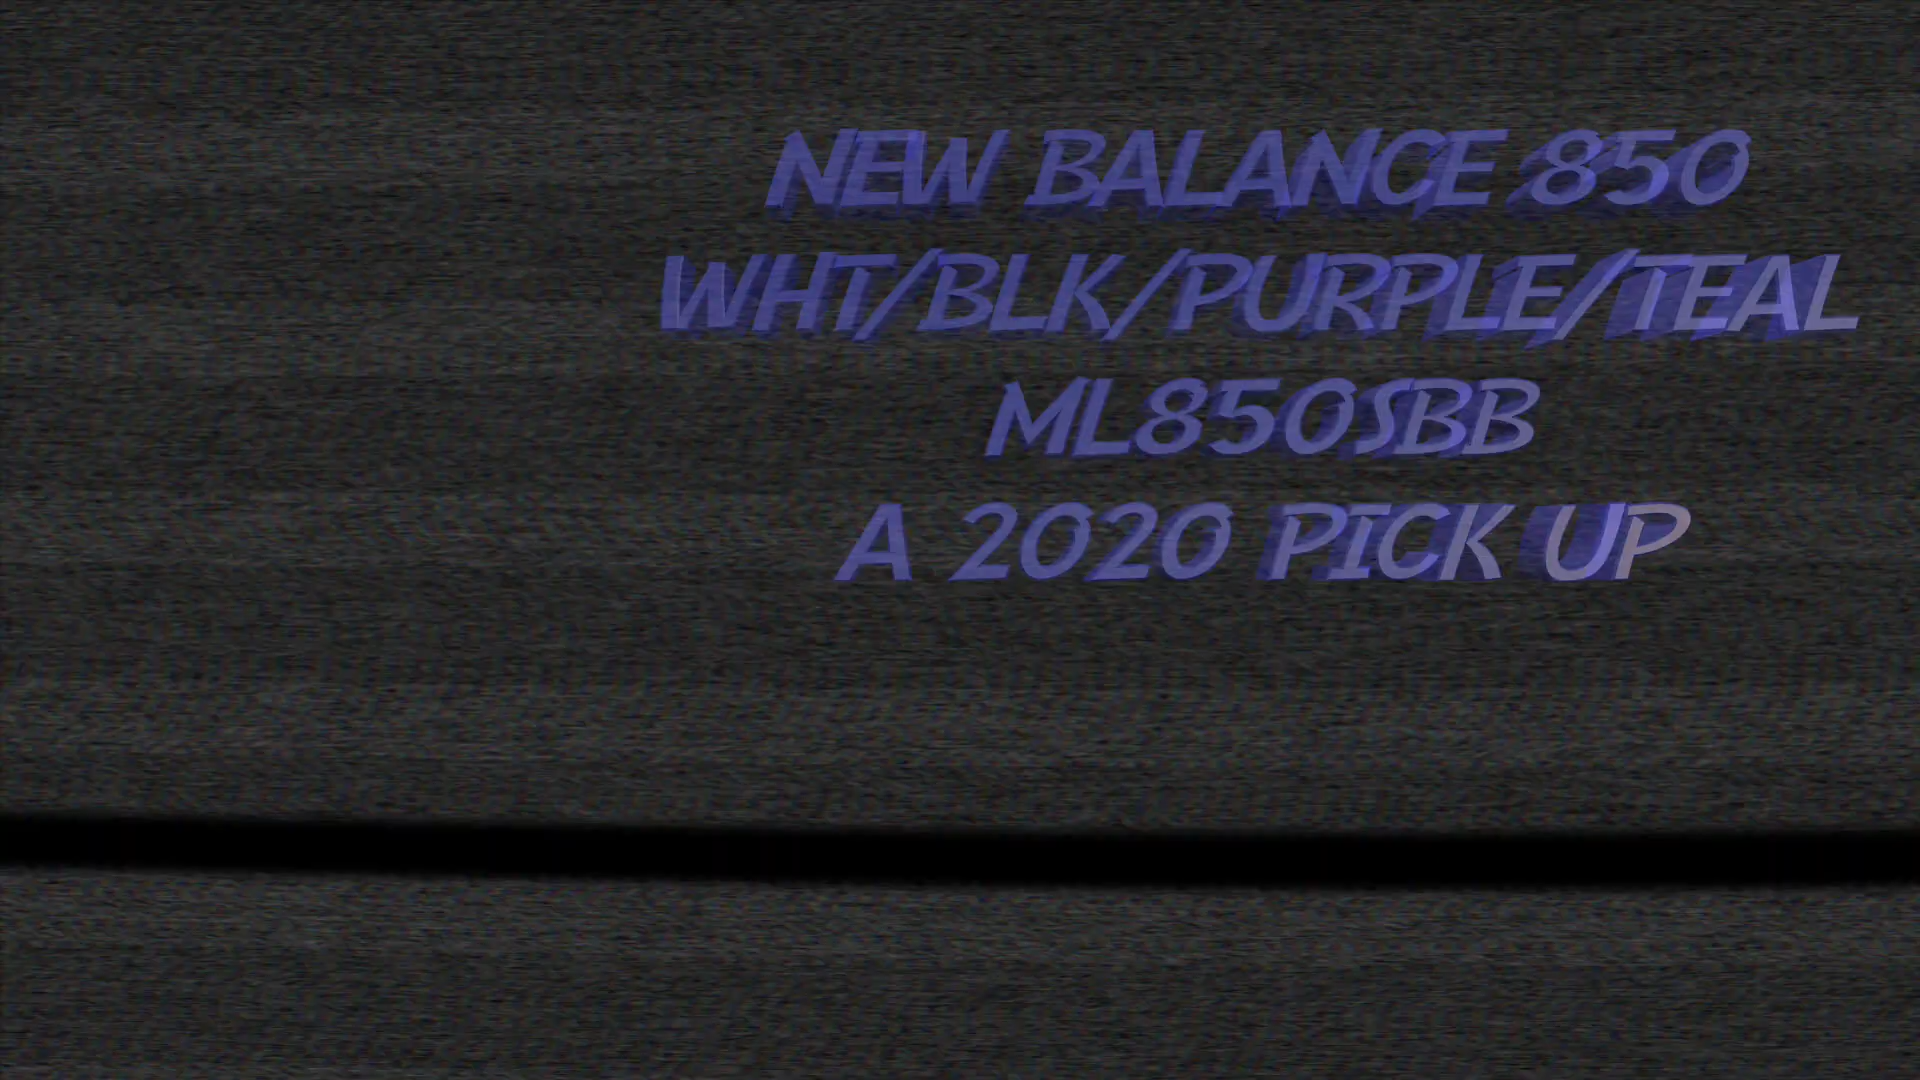 NEW BALANCE 850
WHT/BLK/PURPLE/TEAL
ML850SBB
A 2020 PICK UP